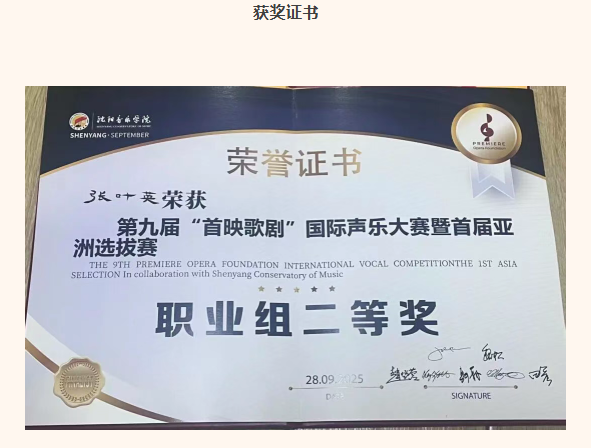 获奖证书
沈阳音乐学院
SHENYANG · SEPTEMBER
PREMIERE
荣誉证书
张叶英荣获
第九届“首映歌剧”国际声乐大赛暨首届亚
洲选拔赛
THE 9TH PREMIERE OPERA FOUNDATION INTERNATIONAL VOCAL COMPETITIONTHE 1ST ASIA
SELECTION In collaboration with Shenyang Conservatory of Music
职业组二等奖
SIGNATURE